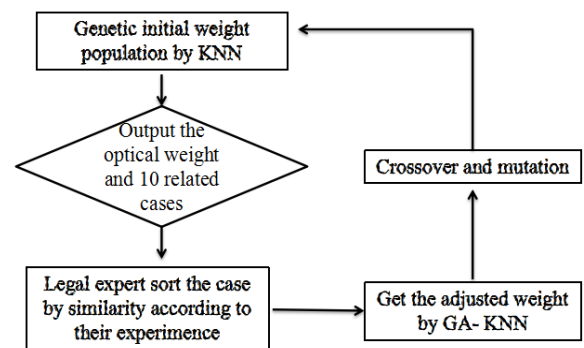 Genetic initial weight
population by KNN
Output the
optical weight
and 10 related
cases
Legal expert sort the case
by similarity according to
their experimence
Get the adjusted weight
by GA- KNN
Crossover and mutation